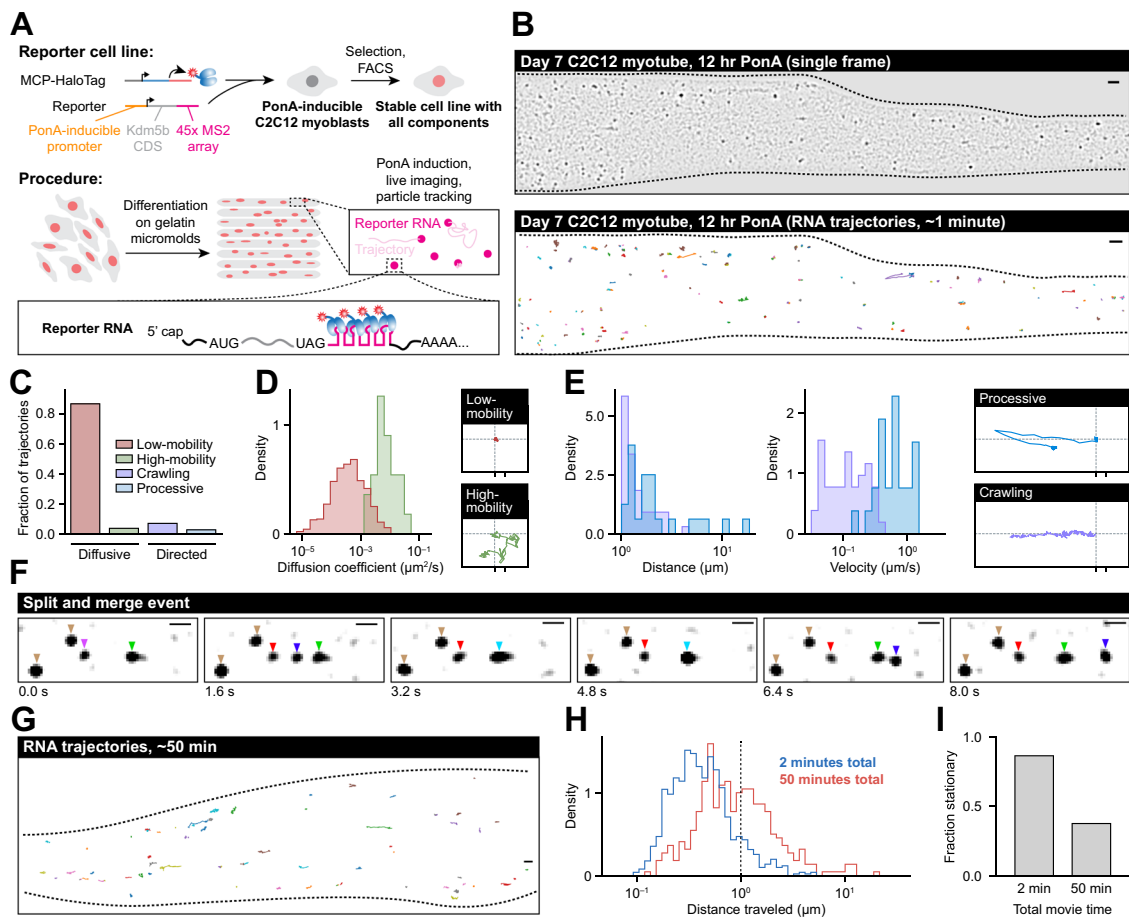 A
Reporter cell line:
MCP-HaloTag
Reporter
PonA-inducible
promoter
Kdm5b
CDS
45x MS2
array
PonA-inducible
C2C12 myoblasts
Selection,
FACS
Stable cell line with
all components
Procedure:
Differentiation
on gelatin
micromolds
PonA induction,
live imaging,
particle tracking
Reporter RNA
Trajectory
Reporter RNA
5' cap
AUG
UAG
AAAA...
B
Day 7 C2C12 myotube, 12 hr PonA (single frame)
Day 7 C2C12 myotube, 12 hr PonA (RNA trajectories, ~1 minute)
C
Fraction of trajectories
0.8
0.6
0.4
0.2
0.0
Low-mobility
High-mobility
Crawling
Processive
Diffusive
Directed
D
Density
1
0
10⁻⁵
10⁻³
10⁻¹
Diffusion coefficient (µm²/s)
Low-
mobility
High-
mobility
E
Density
5.0
2.5
0.0
10⁰
10¹
Distance (µm)
Density
2
1
0
10⁻¹
10⁰
Velocity (µm/s)
Processive
Crawling
F
Split and merge event
0.0 s
1.6 s
3.2 s
4.8 s
6.4 s
8.0 s
G
RNA trajectories, ~50 min
H
Density
1
0
2 minutes total
50 minutes total
10⁻¹
10⁰
10¹
Distance traveled (µm)
I
Fraction stationary
1.0
0.5
0
2 min
50 min
Total movie time